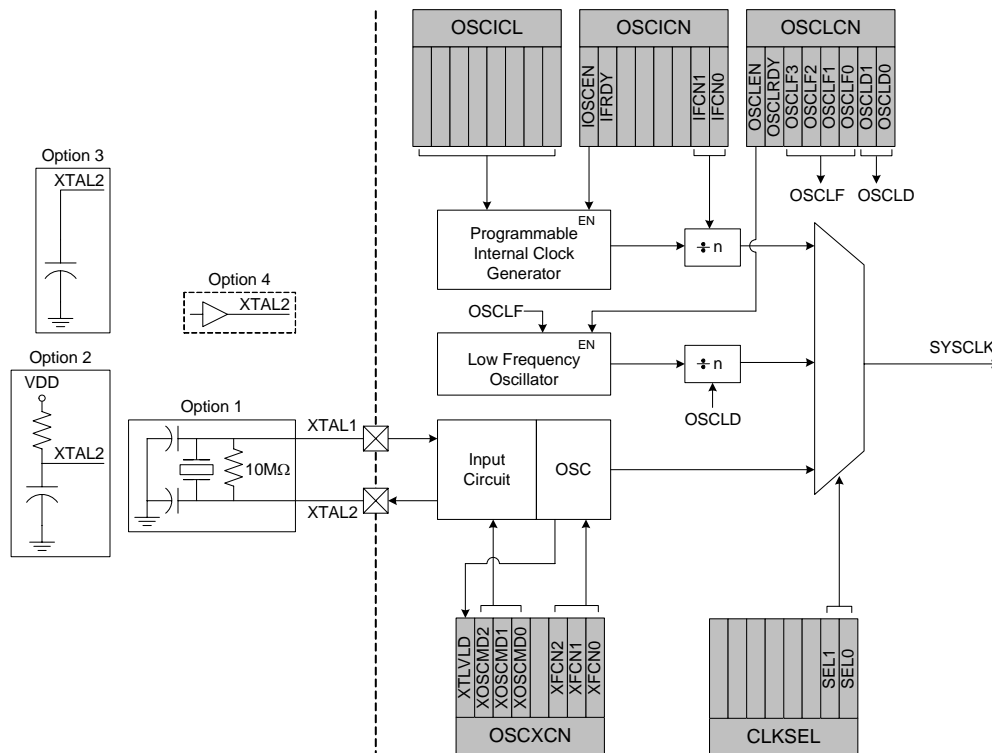 OSCICL
OSCICN
IOSCEN
IFRDY
IFCN1
IFCN0
OSCLCN
OSCLEN
OSCLRDY
OSCLF3
OSCLF2
OSCLF1
OSCLF0
OSCLD1
OSCLD0
OSCLF
OSCLD
Option 3
XTAL2
Option 4
XTAL2
Option 2
VDD
XTAL2
Option 1
10MΩ
XTAL1
XTAL2
EN
Programmable
Internal Clock
Generator
÷ n
OSCLF
EN
Low Frequency
Oscillator
÷ n
OSCLD
Input
Circuit
OSC
SYSCLK
XTLVLD
XOSCMD2
XOSCMD1
XOSCMD0
XFCN2
XFCN1
XFCN0
OSCXCN
SEL1
SEL0
CLKSEL